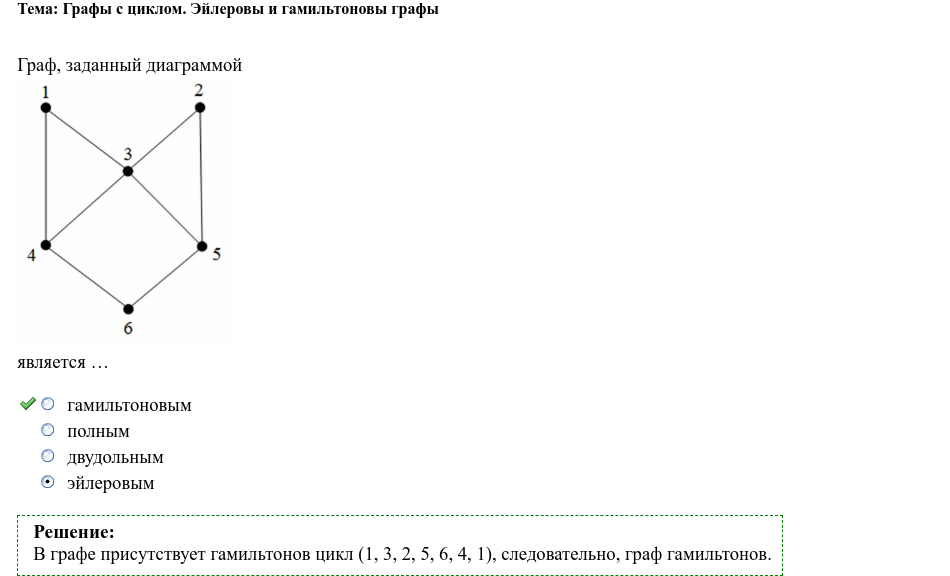 Тема: Графы с циклом. Эйлеровы и гамильтоновы графы
Граф, заданный диаграммой
1
2
3
4
5
6
является …
гамильтоновым
полным
двудольным
эйлеровым
Решение:
В графе присутствует гамильтонов цикл (1, 3, 2, 5, 6, 4, 1), следовательно, граф гамильтонов.